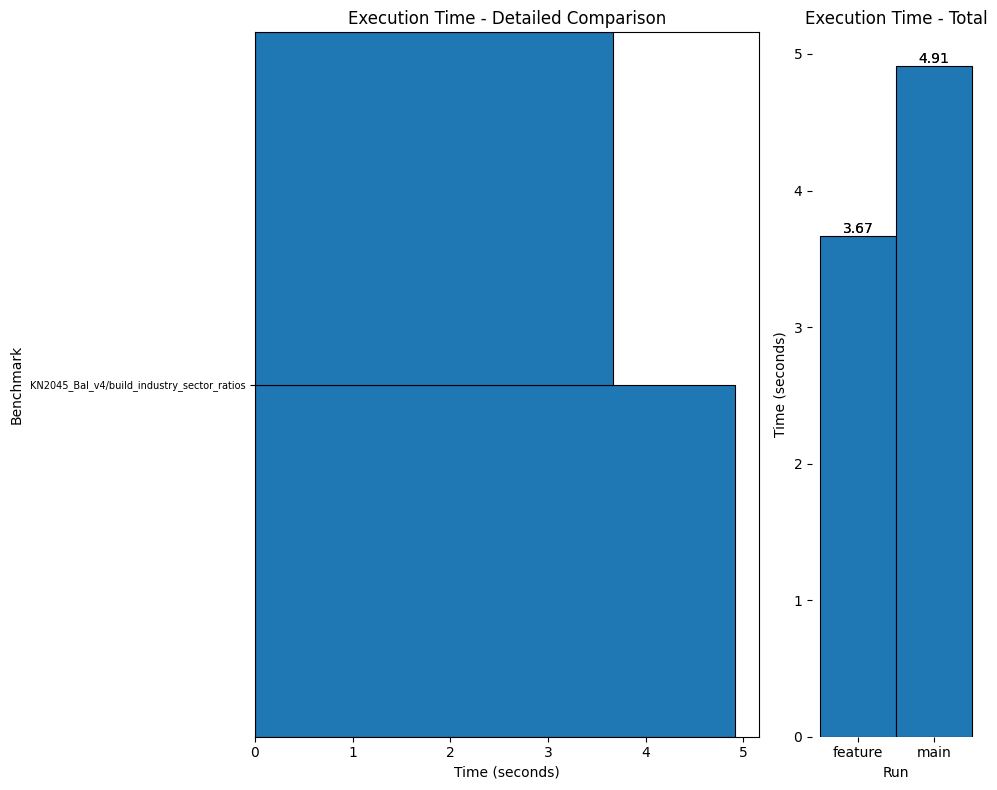 Execution Time - Detailed Comparison
Benchmark
KN2045_Bal_v4/build_industry_sector_ratios
0 1 2 3 4 5
Time (seconds)
Execution Time - Total
Time (seconds)
5
4
3
2
1
0
3.67
4.91
feature main
Run